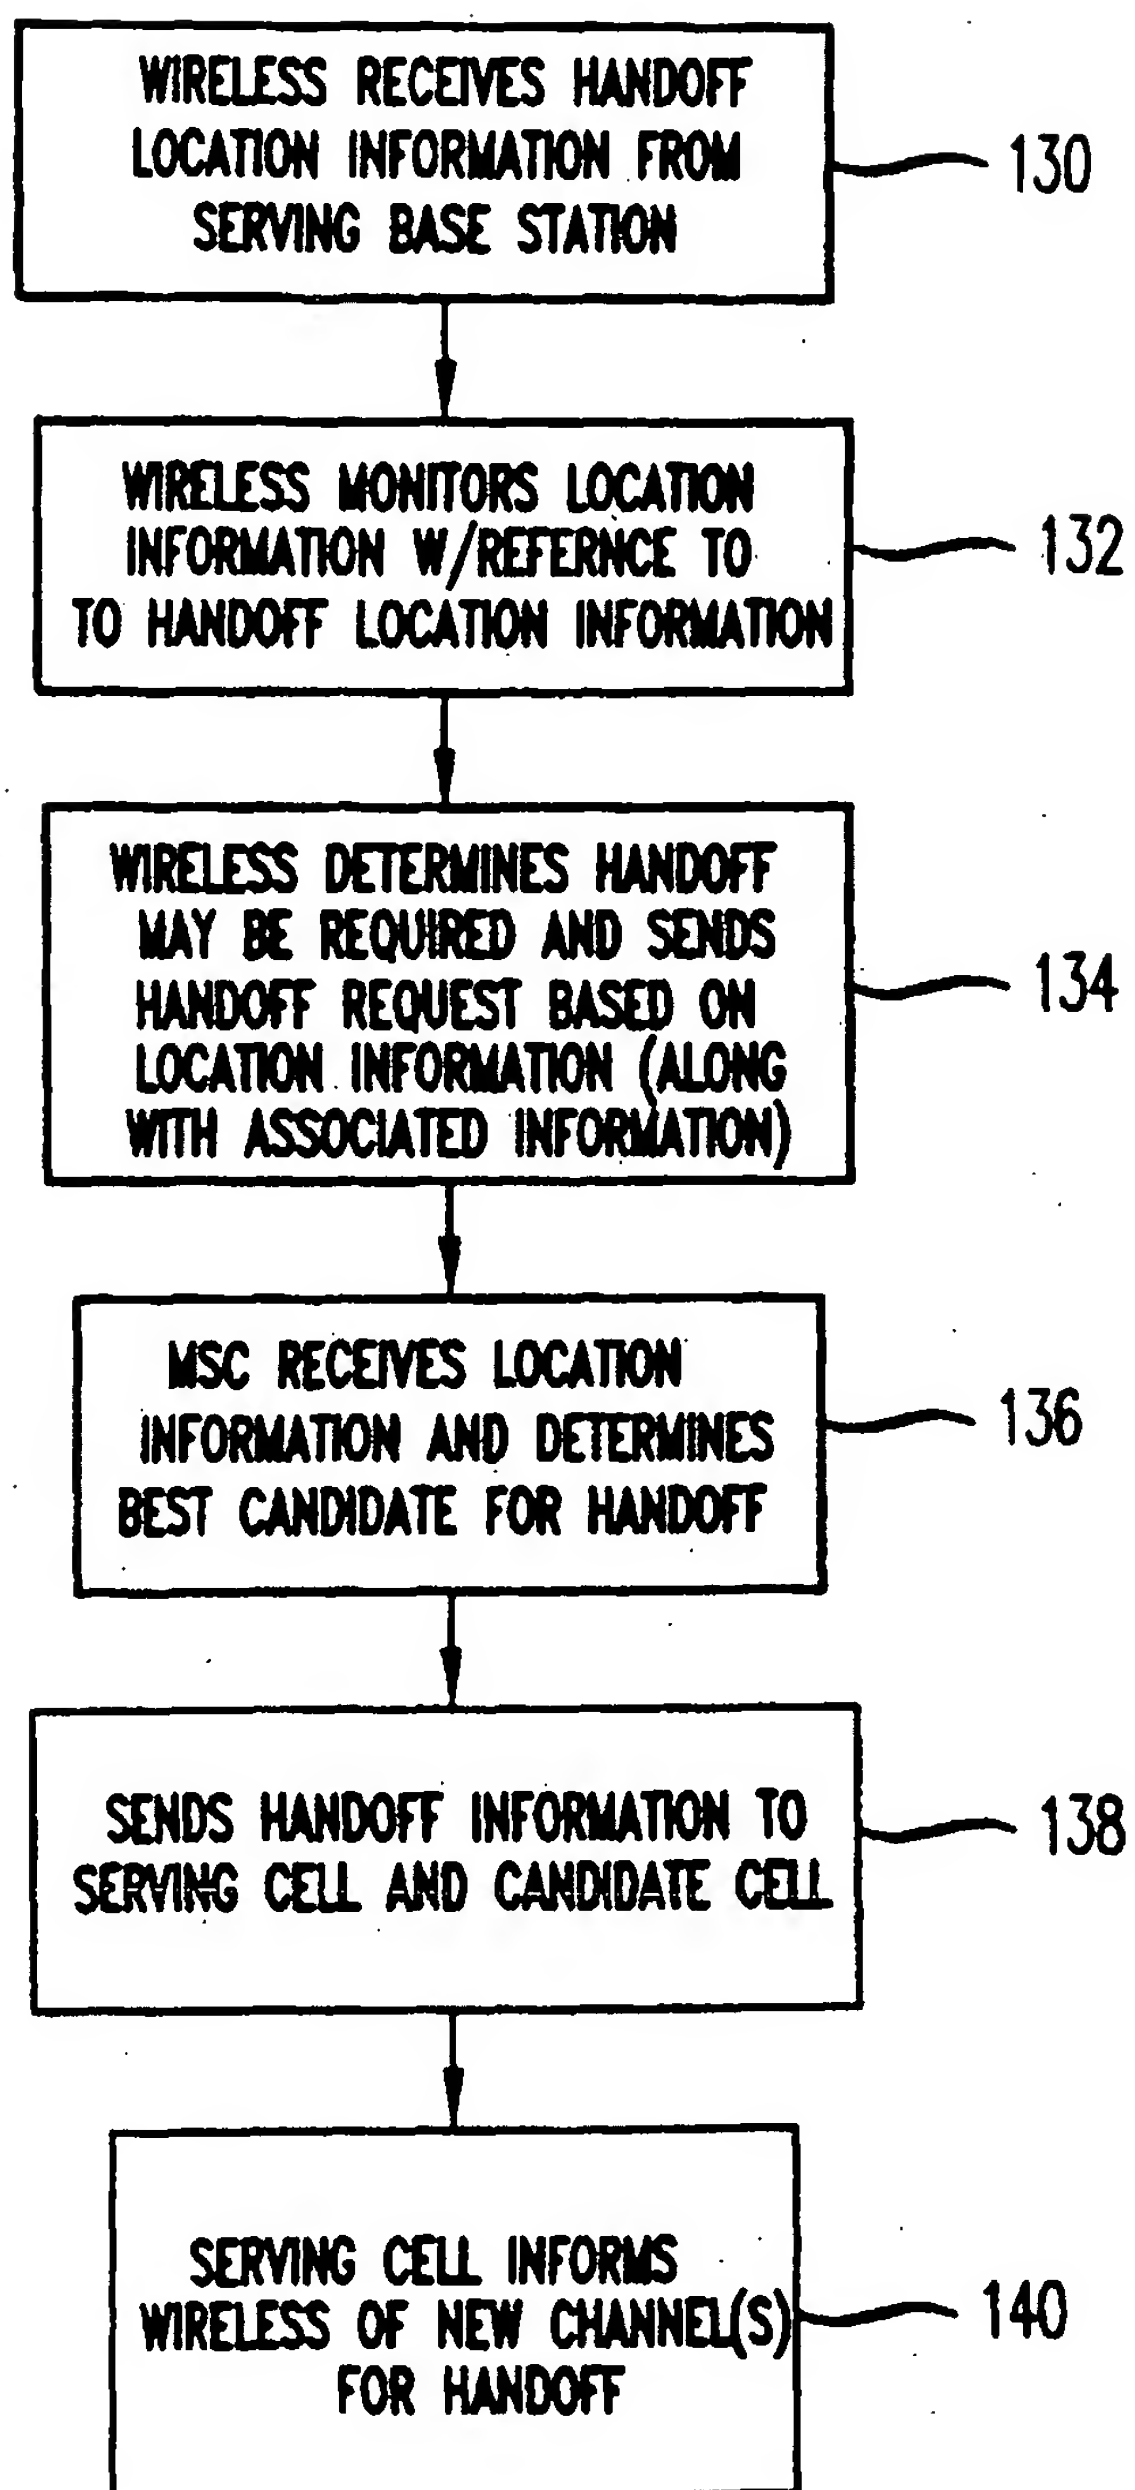 WIRELESS RECEIVES HANDOFF
LOCATION INFORMATION FROM
SERVING BASE STATION
130
WIRELESS MONITORS LOCATION
INFORMATION W/REFERNCE TO
TO HANDOFF LOCATION INFORMATION
132
WIRELESS DETERMINES HANDOFF
MAY BE REQUIRED AND SENDS
HANDOFF REQUEST BASED ON
LOCATION INFORMATION (ALONG
WITH ASSOCIATED INFORMATION)
134
MSC RECEIVES LOCATION
INFORMATION AND DETERMINES
BEST CANDIDATE FOR HANDOFF
136
SENDS HANDOFF INFORMATION TO
SERVING CELL AND CANDIDATE CELL
138
SERVING CELL INFORMS
WIRELESS OF NEW CHANNEL(S)
FOR HANDOFF
140